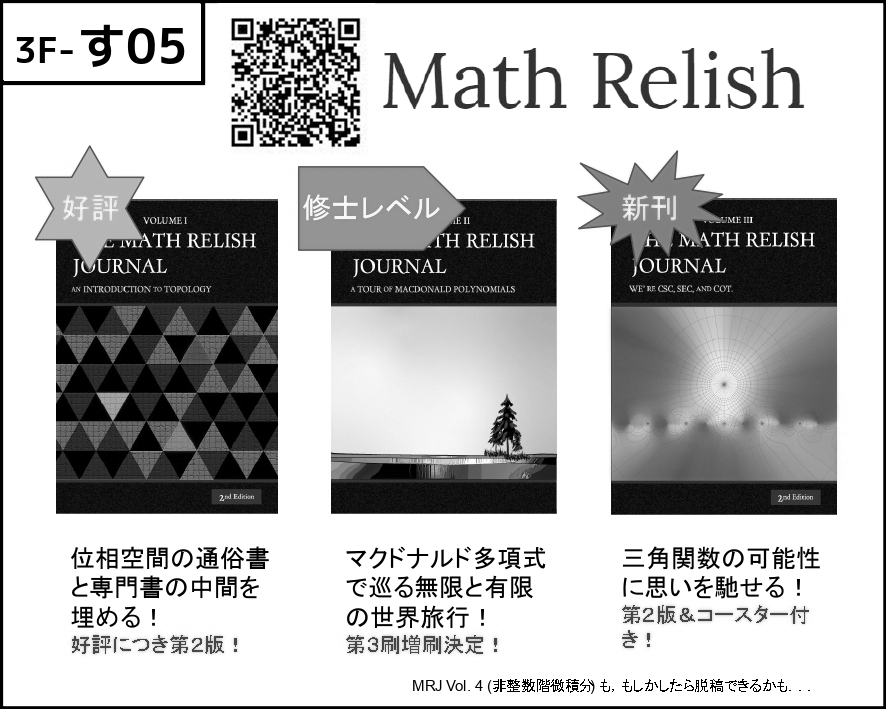 3F-す05
Math Relish
好評
VOLUME I
MATH RELISH
JOURNAL
AN INTRODUCTION TO TOPOLOGY
2nd Edition
位相空間の通俗書
と専門書の中間を
埋める！
好評につき第2版！
修士レベル
II
TH RELISH
JOURNAL
A TOUR OF MACDONALD POLYNOMIALS
マクドナルド多項式
で巡る無限と有限
の世界旅行！
第3刷増刷決定！
新刊
VOLUME III
THE MATH RELISH
JOURNAL
WE'RE CSC, SEC, AND COT.
2nd Edition
三角関数の可能性
に思いを馳せる！
第2版＆コースター付
き！
MRJ Vol. 4 (非整数階微積分) も, もしかしたら脱稿できるかも. . .